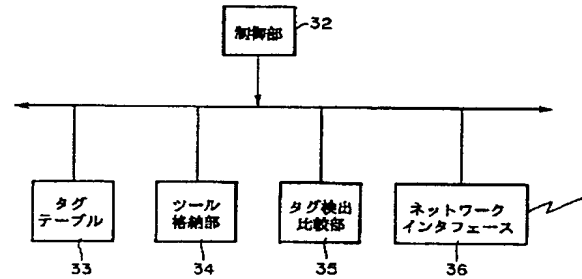 制御部
32
タグ
テーブル
ツール
格納部
タグ検出
比較部
ネットワーク
インタフェース
33
34
35
36